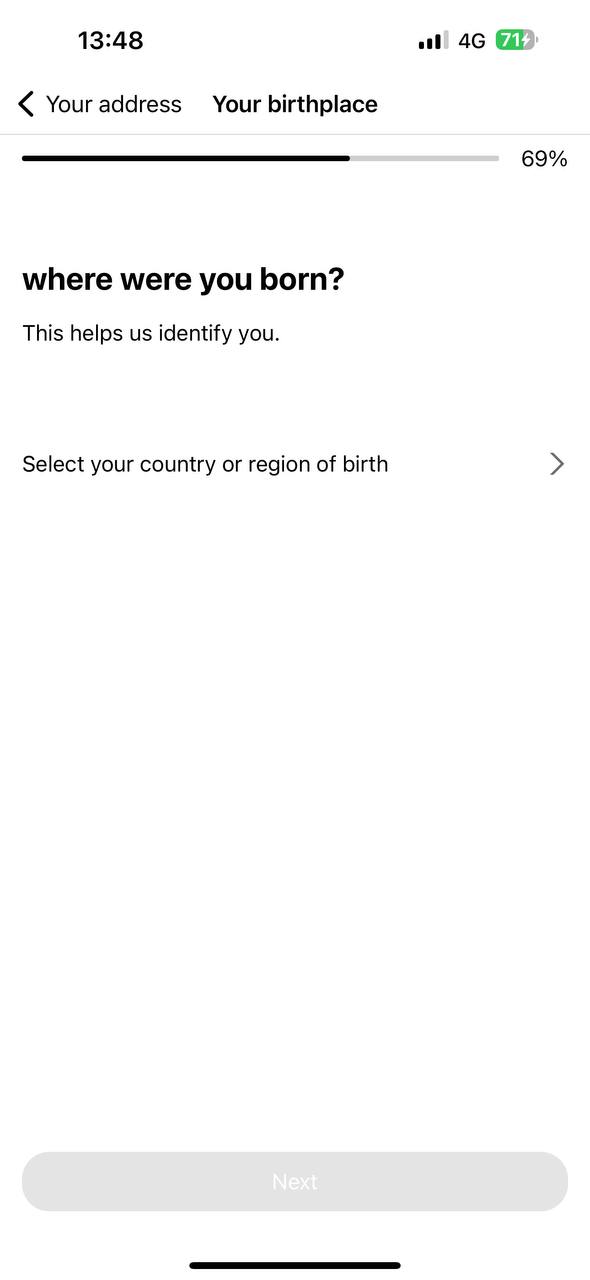 13:48 4G 71
Your address Your birthplace
69%
where were you born?
This helps us identify you.
Select your country or region of birth
Next